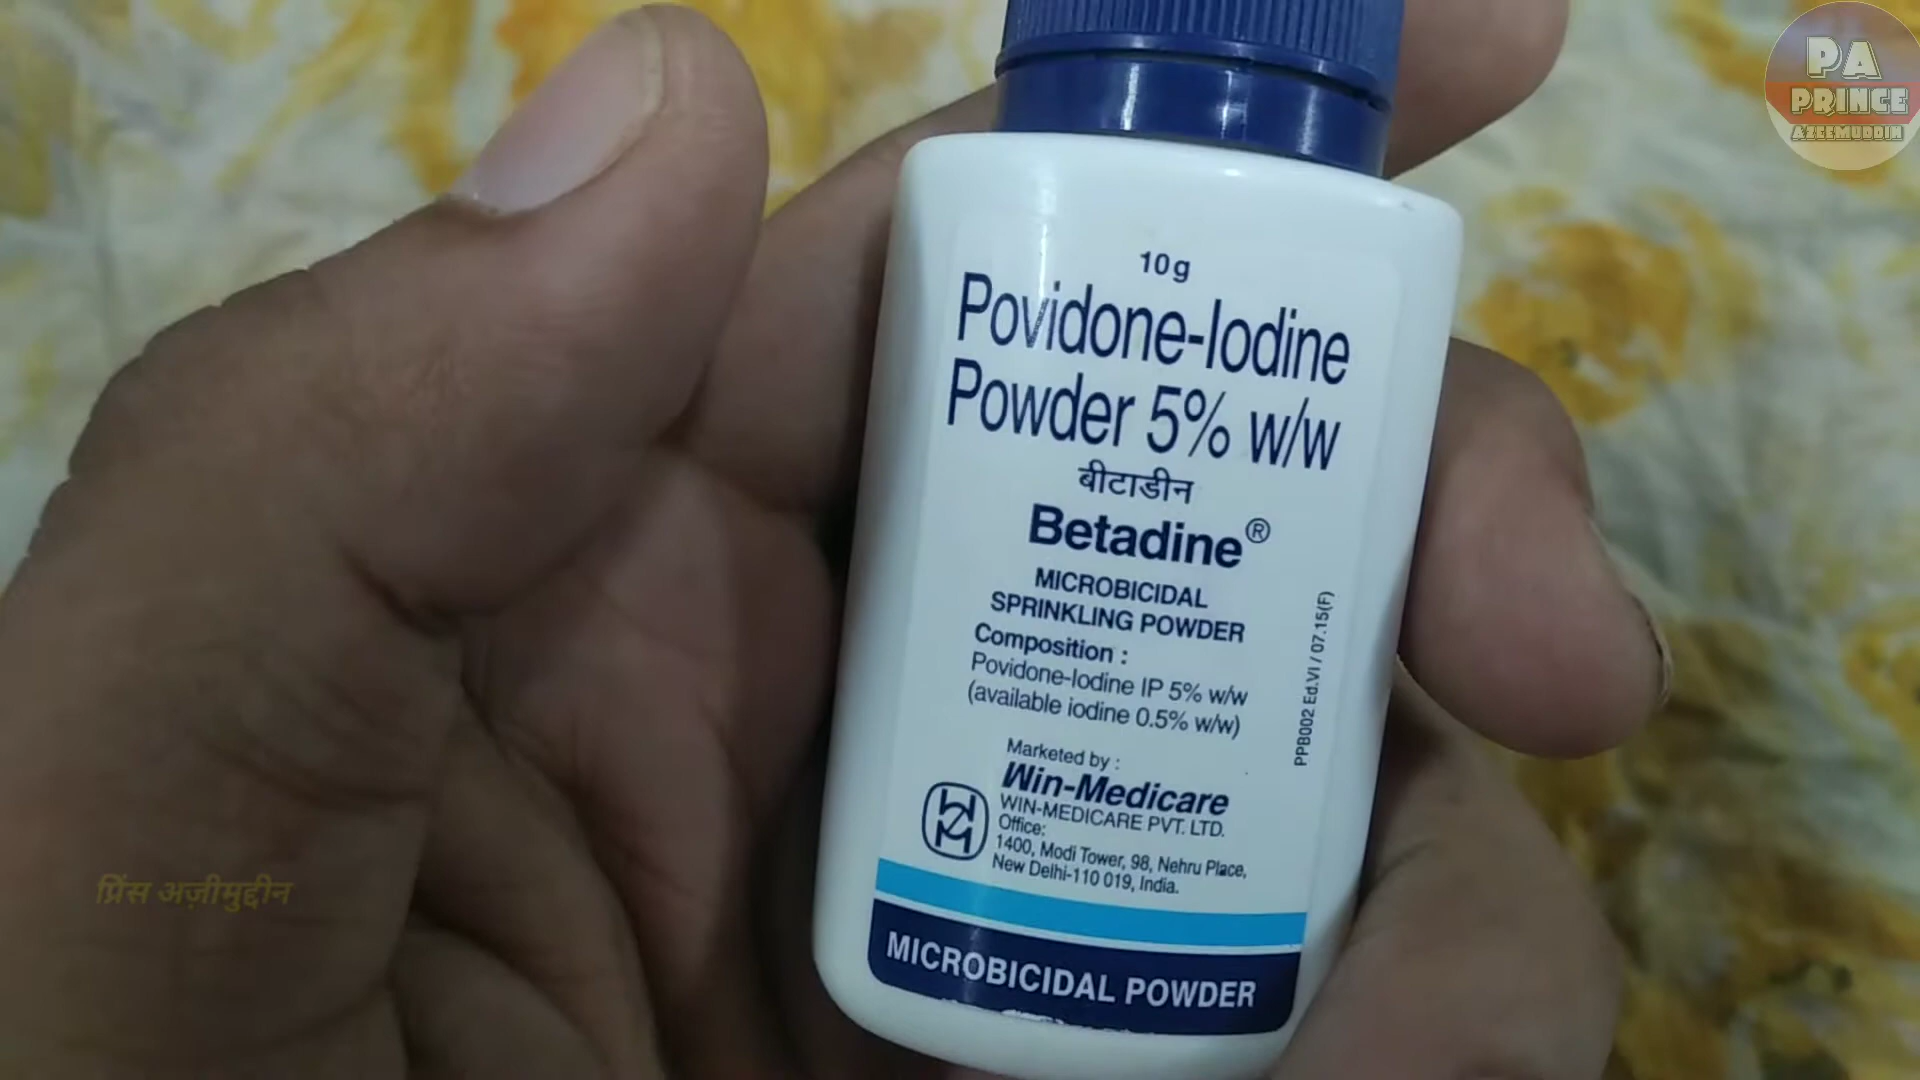 PA
PRINCE
AZEEMUDDIN
10g
Povidone-Iodine
Powder 5% w/w
बीटाडीन
Betadine®
MICROBICIDAL
SPRINKLING POWDER
Composition :
Povidone-Iodine IP 5% w/w
(available iodine 0.5% w/w)
PPB002 Ed.VI / 07.15(F)
Marketed by :
Win-Medicare
WIN-MEDICARE PVT. LTD.
Office:
1400, Modi Tower, 98, Nehru Place,
New Delhi-110 019, India.
MICROBICIDAL POWDER
प्रिंस अज़ीमुद्दीन